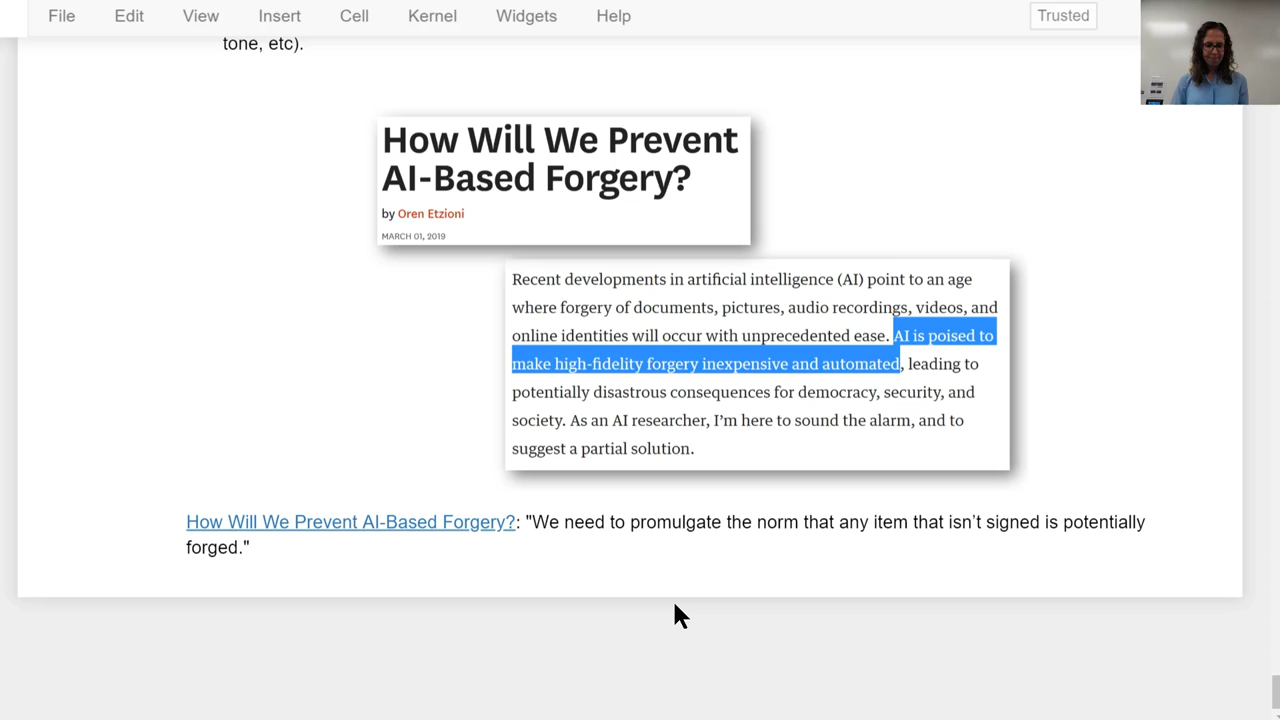 File Edit View Insert Cell Kernel Widgets Help Trusted
tone, etc).
How Will We Prevent
AI-Based Forgery?
by Oren Etzioni
MARCH 01, 2019
Recent developments in artificial intelligence (AI) point to an age
where forgery of documents, pictures, audio recordings, videos, and
online identities will occur with unprecedented ease. AI is poised to
make high-fidelity forgery inexpensive and automated, leading to
potentially disastrous consequences for democracy, security, and
society. As an AI researcher, I’m here to sound the alarm, and to
suggest a partial solution.
How Will We Prevent AI-Based Forgery?: "We need to promulgate the norm that any item that isn’t signed is potentially
forged."